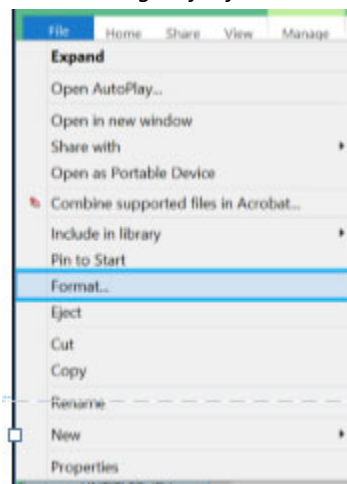 File Home Share View Manage
Expand
Open AutoPlay...
Open in new window
Share with
Open as Portable Device
Combine supported files in Acrobat...
Include in library
Pin to Start
Format...
Eject
Cut
Copy
Rename
New
Properties